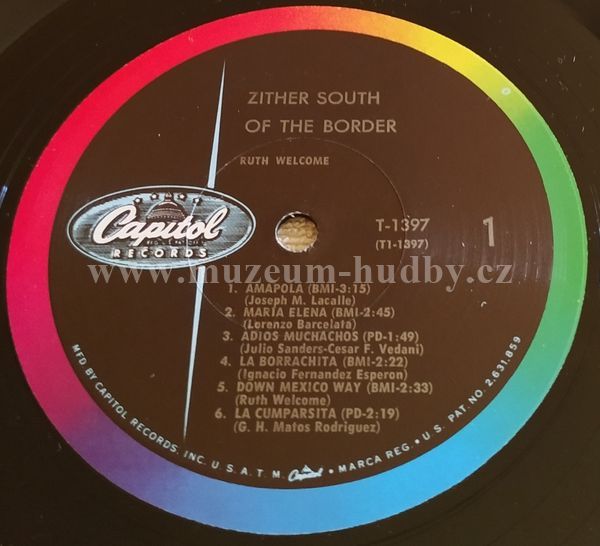 ZITHER SOUTH
OF THE BORDER
RUTH WELCOME
Capitol
RECORDS
T-1397
(T1-1397)
1
www.muzeum-hudby.cz
1. AMAPOLA (BMI-3:15)
(Joseph M. Lacalle)
2. MARIA ELENA (BMI-2:45)
(Lorenzo Barcelata)
3. ADIOS MUCHACHOS (PD-1:49)
(Julio Sanders-Cesar F. Vedani)
4. LA BORRACHITA (BMI-2:22)
(Ignacio Fernandez Esperon)
5. DOWN MEXICO WAY (BMI-2:33)
(Ruth Welcome)
6. LA CUMPARSITA (PD-2:19)
(G. H. Matos Rodriguez)
MFD BY CAPITOL RECORDS, INC. U.S.A. T.M. Capitol • MARCA REG. • U.S. PAT. NO. 2,631,859